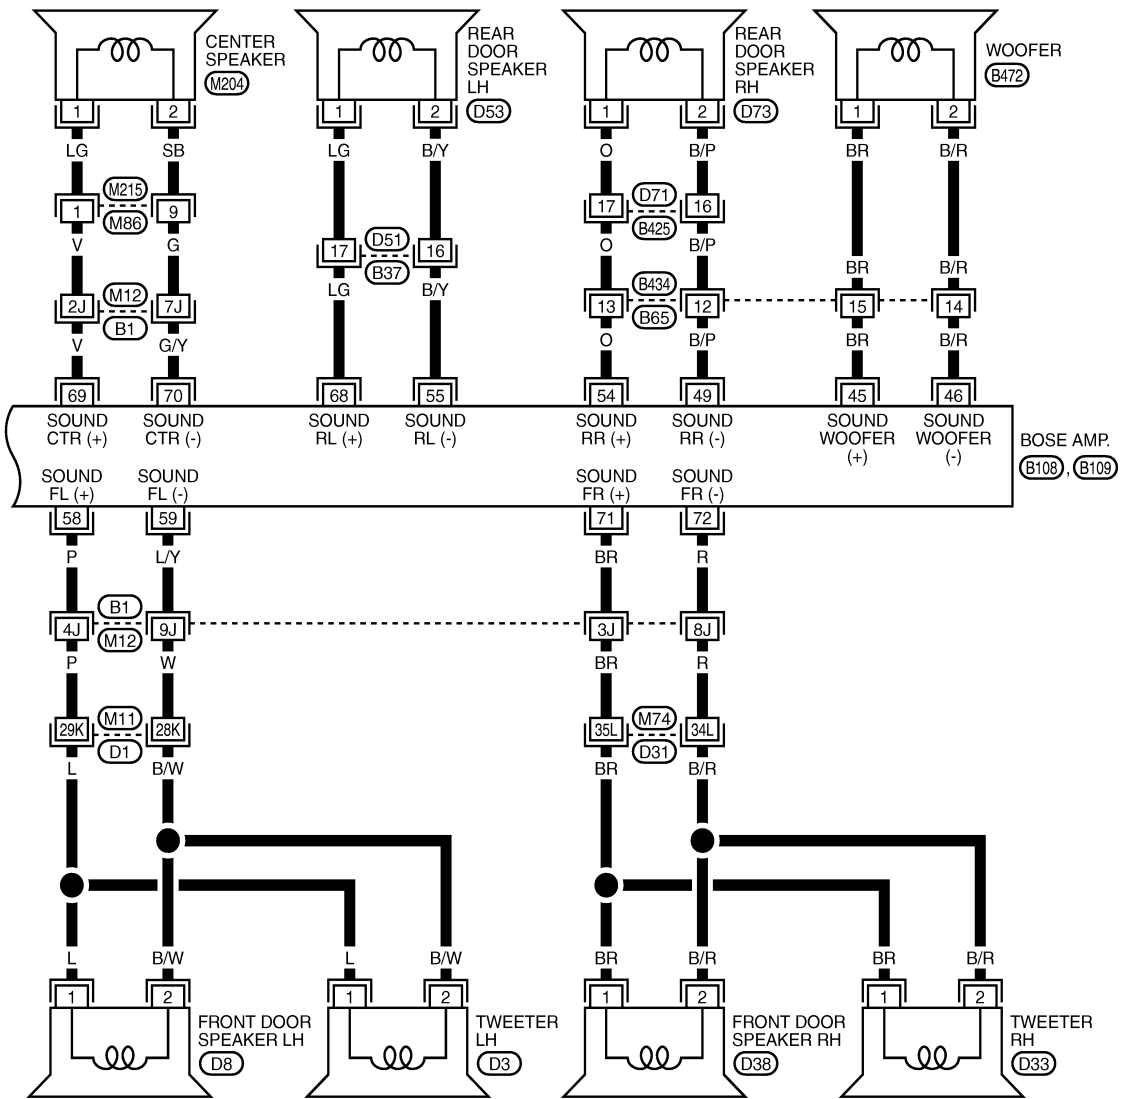 CENTER
SPEAKER
M204
REAR
DOOR
SPEAKER
LH
D53
REAR
DOOR
SPEAKER
RH
D73
WOOFER
B472
1 2 1 2 1 2 1 2
LG SB LG B/Y O B/P BR B/R
M215
1 9
M86
D71
17 16
B425
V G
D51
17 16
B37
O B/P
BR B/R
LG B/Y
M12
2J 7J
B1
B434
13 12 15 14
B65
V G/Y
O B/P BR B/R
69 70 68 55 54 49 45 46
SOUND SOUND SOUND SOUND SOUND SOUND SOUND SOUND
CTR (+) CTR (-) RL (+) RL (-) RR (+) RR (-) WOOFER WOOFER
(+) (-)
BOSE AMP.
B108 , B109
SOUND SOUND SOUND SOUND
FL (+) FL (-) FR (+) FR (-)
58 59 71 72
P L/Y BR R
B1
4J 9J 3J 8J
M12
P W BR R
M11 M74
29K 28K 35L 34L
D1 D31
L B/W BR B/R
L B/W L B/W BR B/R BR B/R
1 2 1 2 1 2 1 2
FRONT DOOR
SPEAKER LH
D8
TWEETER
LH
D3
FRONT DOOR
SPEAKER RH
D38
TWEETER
RH
D33